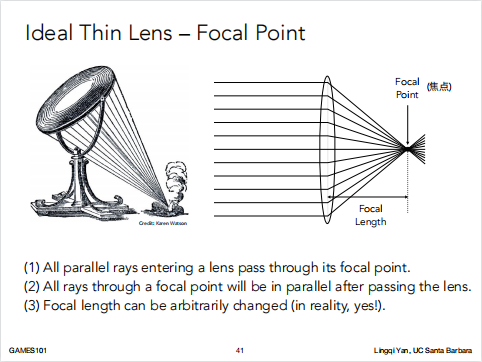 Ideal Thin Lens – Focal Point
Credit: Karen Watson
Focal
Point
(焦点)
Focal
Length
(1) All parallel rays entering a lens pass through its focal point.
(2) All rays through a focal point will be in parallel after passing the lens.
(3) Focal length can be arbitrarily changed (in reality, yes!).
GAMES101
41
Lingqi Yan, UC Santa Barbara